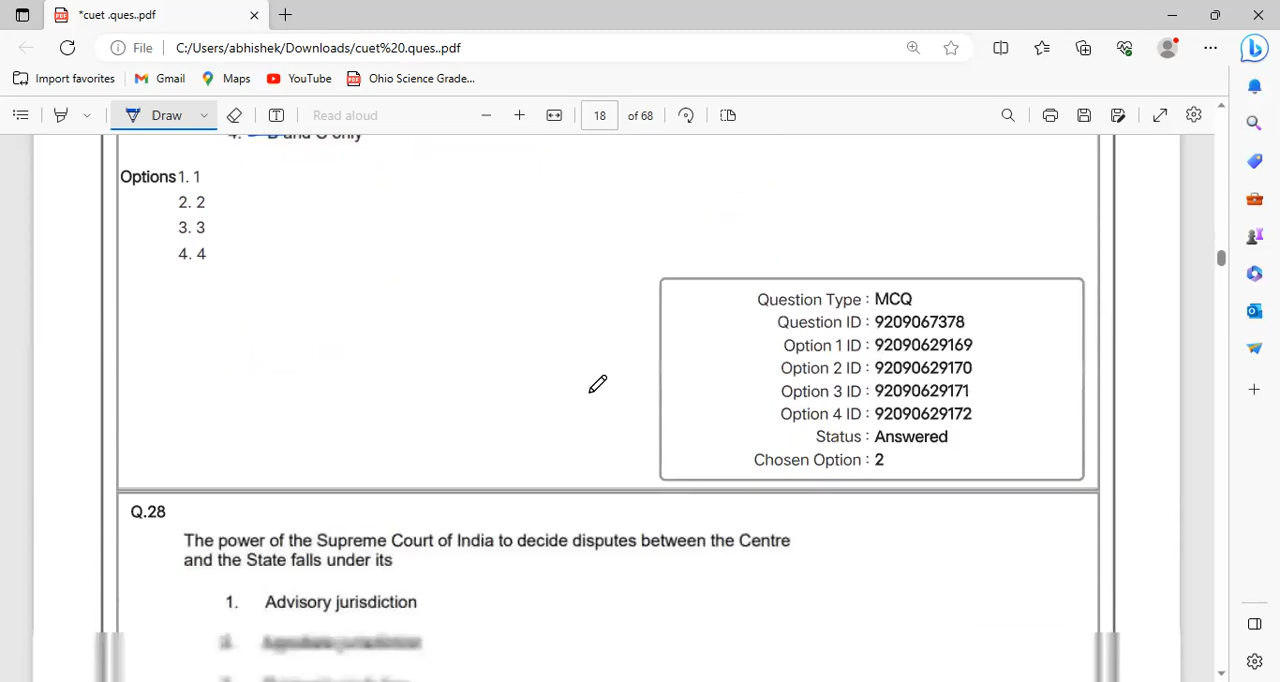 *cuet .ques..pdf
File
C:/Users/abhishek/Downloads/cuet%20.ques..pdf
Import favorites
Gmail
Maps
YouTube
Ohio Science Grade...
Draw
Read aloud
18
of 68
4. B and C only
Options 1. 1
2. 2
3. 3
4. 4
Question Type : MCQ
Question ID : 9209067378
Option 1 ID : 92090629169
Option 2 ID : 92090629170
Option 3 ID : 92090629171
Option 4 ID : 92090629172
Status : Answered
Chosen Option : 2
Q.28
The power of the Supreme Court of India to decide disputes between the Centre
and the State falls under its
1. Advisory jurisdiction